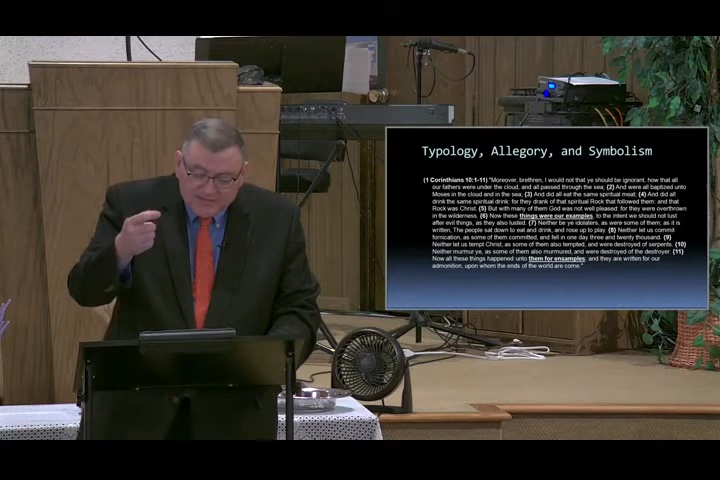 Typology, Allegory, and Symbolism
(1 Corinthians 10:1-11) "Moreover, brethren, I would not that ye should be ignorant, how that all
our fathers were under the cloud, and all passed through the sea; (2) And were all baptized unto
Moses in the cloud and in the sea; (3) And did all eat the same spiritual meat; (4) And did all
drink the same spiritual drink: for they drank of that spiritual Rock that followed them: and that
Rock was Christ. (5) But with many of them God was not well pleased: for they were overthrown
in the wilderness. (6) Now these things were our examples, to the intent we should not lust
after evil things, as they also lusted. (7) Neither be ye idolaters, as were some of them; as it is
written, The people sat down to eat and drink, and rose up to play. (8) Neither let us commit
fornication, as some of them committed, and fell in one day three and twenty thousand. (9)
Neither let us tempt Christ, as some of them also tempted, and were destroyed of serpents. (10)
Neither murmur ye, as some of them also murmured, and were destroyed of the destroyer. (11)
Now all these things happened unto them for ensamples: and they are written for our
admonition, upon whom the ends of the world are come."